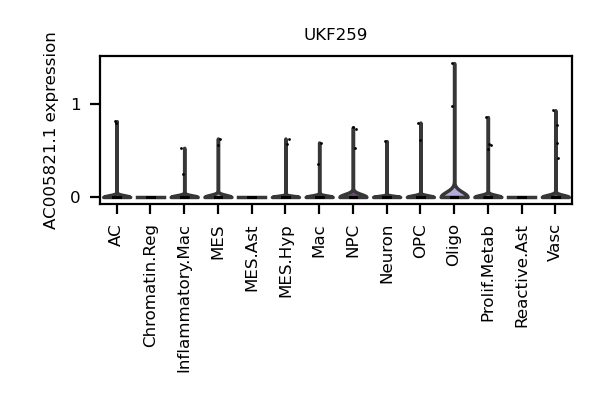 UKF259
AC005821.1 expression
1
0
AC
Chromatin.Reg
Inflammatory.Mac
MES
MES.Ast
MES.Hyp
Mac
NPC
Neuron
OPC
Oligo
Prolif.Metab
Reactive.Ast
Vasc